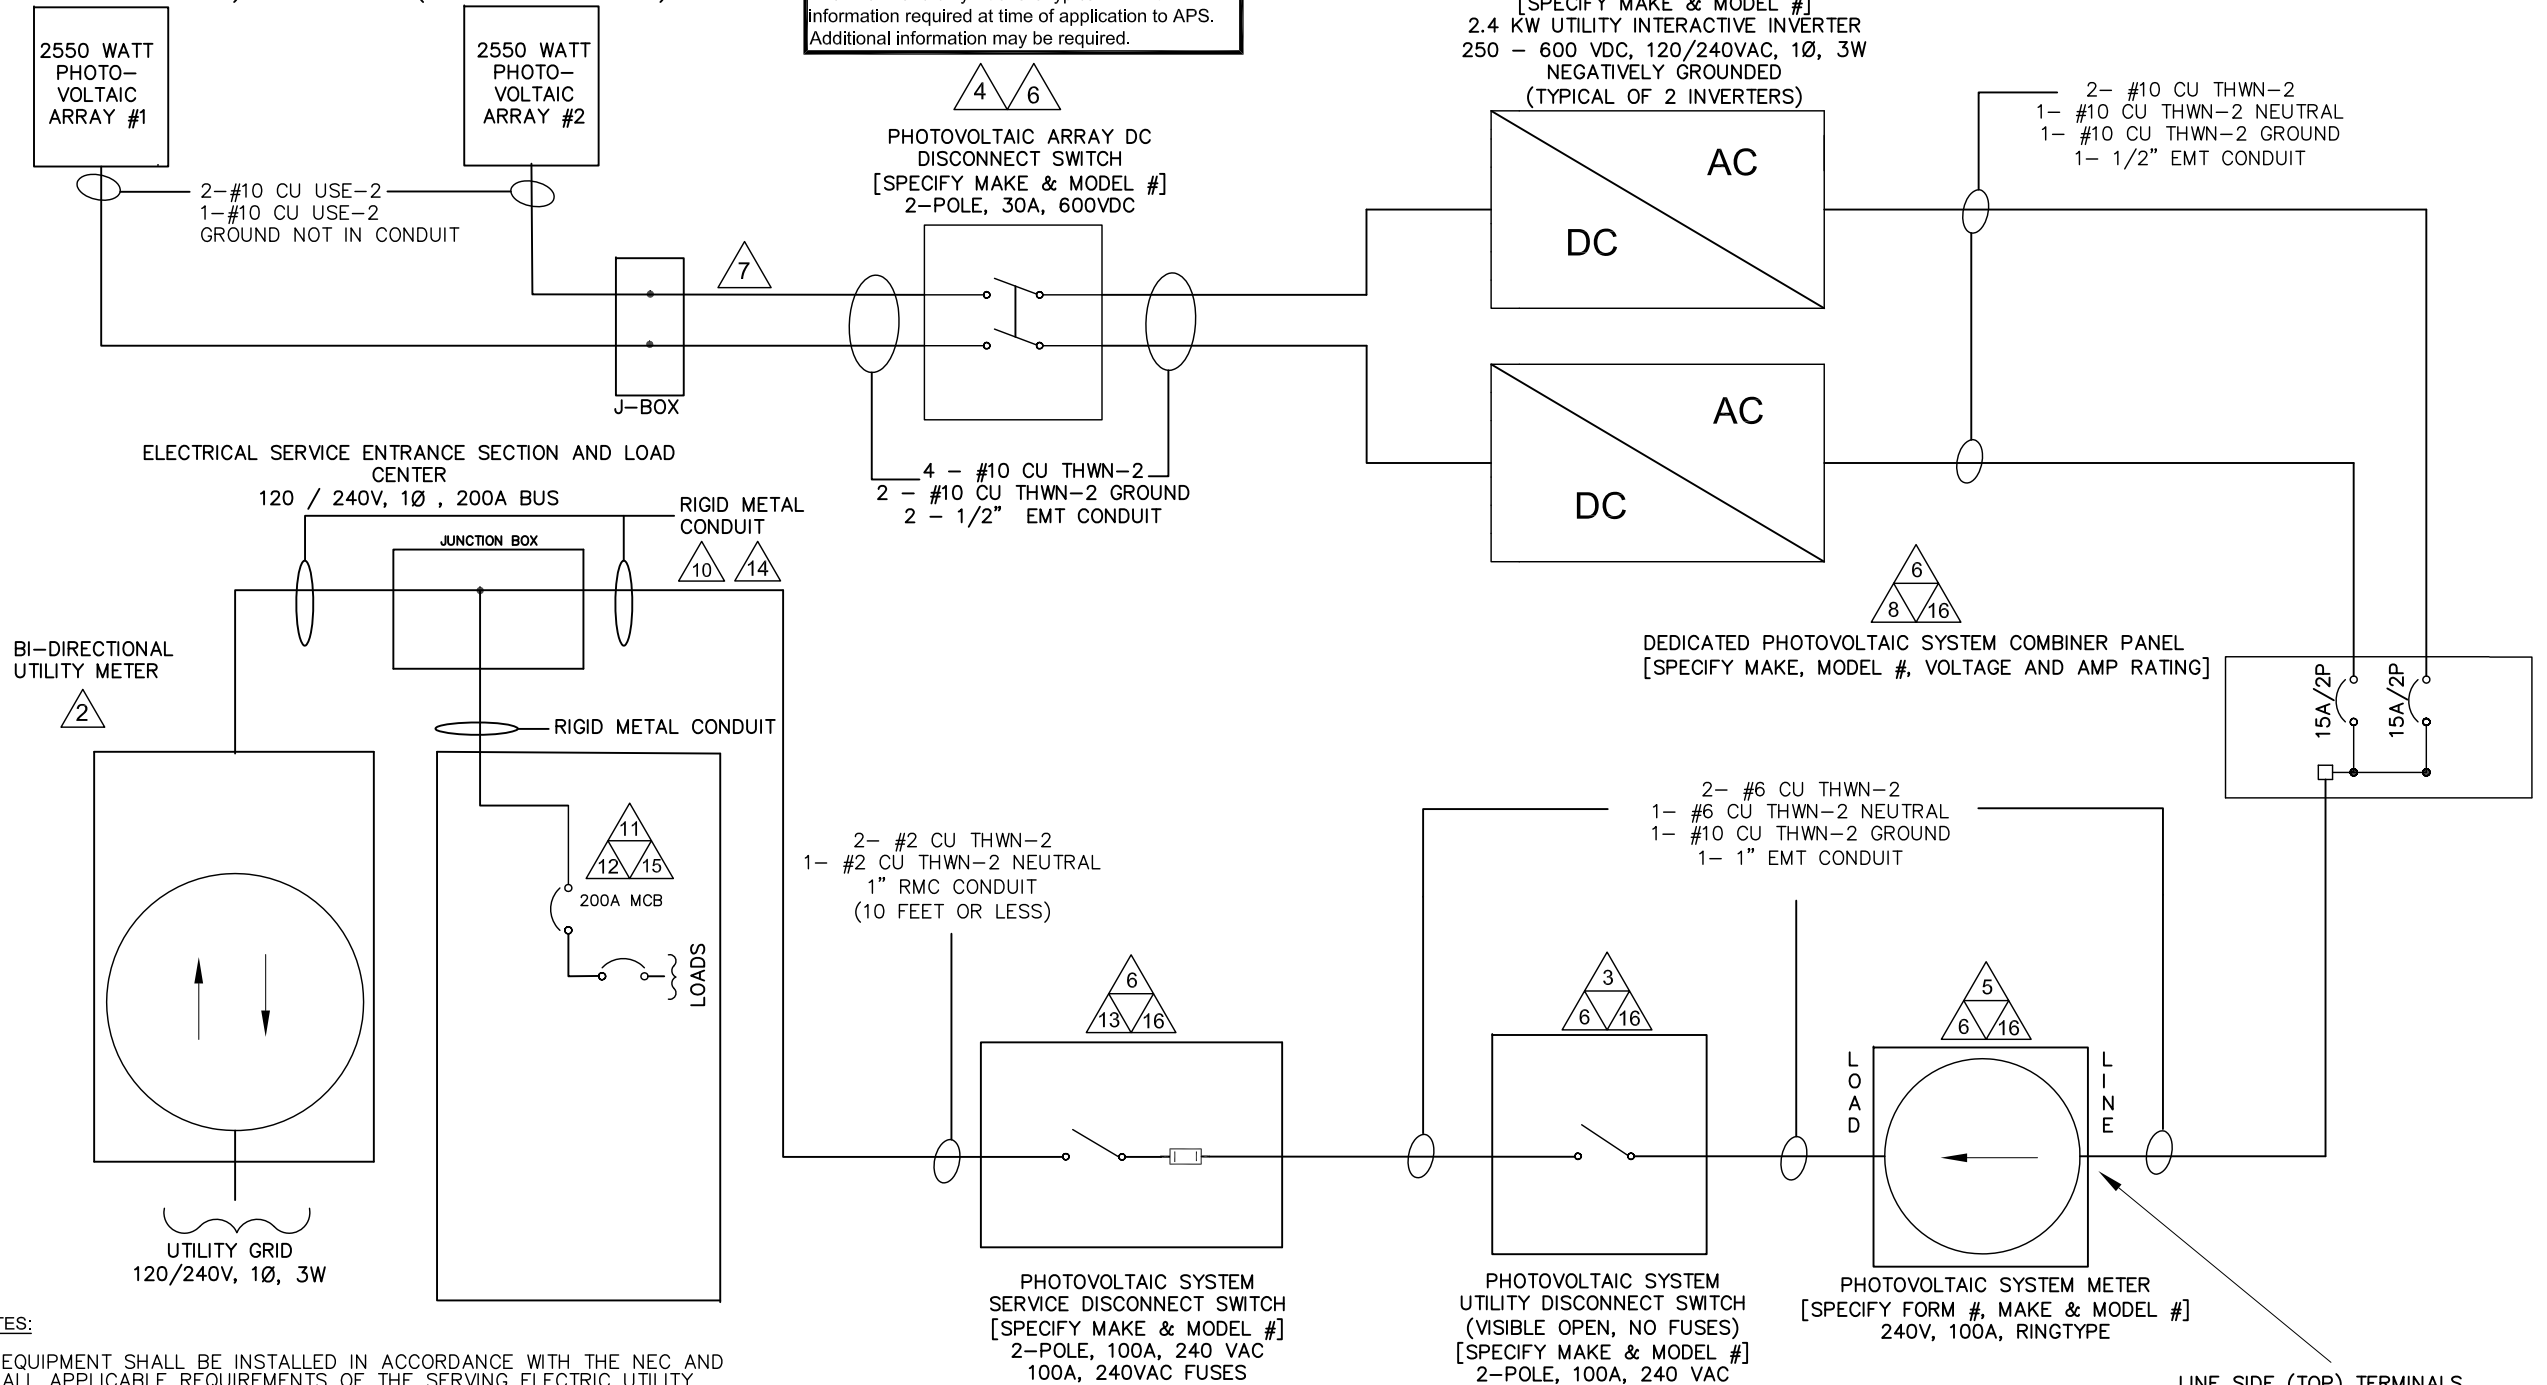 2550 WATT
PHOTO-
VOLTAIC
ARRAY #1
2550 WATT
PHOTO-
VOLTAIC
ARRAY #2
information required at time of application to APS.
Additional information may be required.
[SPECIFY MAKE & MODEL #]
2.4 KW UTILITY INTERACTIVE INVERTER
250 - 600 VDC, 120/240VAC, 1Ø, 3W
NEGATIVELY GROUNDED
(TYPICAL OF 2 INVERTERS)
4
6
PHOTOVOLTAIC ARRAY DC
DISCONNECT SWITCH
[SPECIFY MAKE & MODEL #]
2-POLE, 30A, 600VDC
2- #10 CU THWN-2
1- #10 CU THWN-2 NEUTRAL
1- #10 CU THWN-2 GROUND
1- 1/2" EMT CONDUIT
2-#10 CU USE-2
1-#10 CU USE-2
GROUND NOT IN CONDUIT
7
J-BOX
AC
DC
AC
DC
4 - #10 CU THWN-2
2 - #10 CU THWN-2 GROUND
2 - 1/2" EMT CONDUIT
ELECTRICAL SERVICE ENTRANCE SECTION AND LOAD
CENTER
120 / 240V, 1Ø , 200A BUS
RIGID METAL
CONDUIT
JUNCTION BOX
10
14
6
8
16
DEDICATED PHOTOVOLTAIC SYSTEM COMBINER PANEL
[SPECIFY MAKE, MODEL #, VOLTAGE AND AMP RATING]
15A/2P
15A/2P
BI-DIRECTIONAL
UTILITY METER
2
RIGID METAL CONDUIT
11
12
15
200A MCB
LOADS
2- #2 CU THWN-2
1- #2 CU THWN-2 NEUTRAL
1" RMC CONDUIT
(10 FEET OR LESS)
2- #6 CU THWN-2
1- #6 CU THWN-2 NEUTRAL
1- #10 CU THWN-2 GROUND
1- 1" EMT CONDUIT
6
13
16
3
6
16
5
6
16
LOAD
LINE
UTILITY GRID
120/240V, 1Ø, 3W
PHOTOVOLTAIC SYSTEM
SERVICE DISCONNECT SWITCH
[SPECIFY MAKE & MODEL #]
2-POLE, 100A, 240 VAC
100A, 240VAC FUSES
PHOTOVOLTAIC SYSTEM
UTILITY DISCONNECT SWITCH
(VISIBLE OPEN, NO FUSES)
[SPECIFY MAKE & MODEL #]
2-POLE, 100A, 240 VAC
PHOTOVOLTAIC SYSTEM METER
[SPECIFY FORM #, MAKE & MODEL #]
240V, 100A, RINGTYPE
LINE SIDE (TOP) TERMINALS
TES:
EQUIPMENT SHALL BE INSTALLED IN ACCORDANCE WITH THE NEC AND
ALL APPLICABLE REQUIREMENTS OF THE SERVING ELECTRIC UTILITY